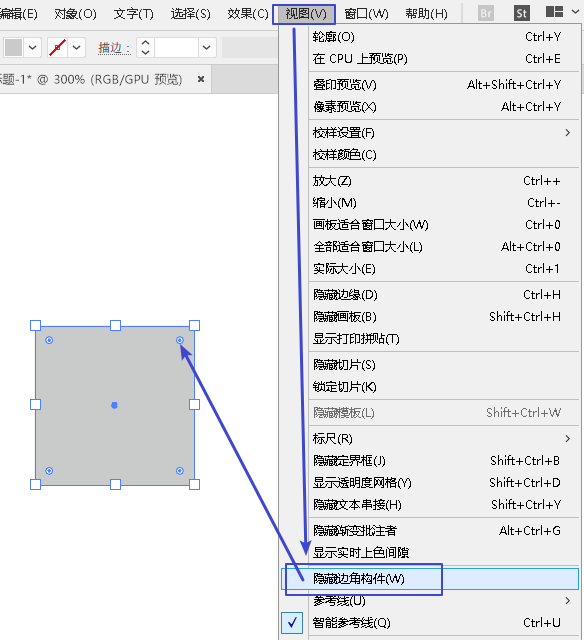 编辑(E) 对象(O) 文字(T) 选择(S) 效果(C) 视图(V) 窗口(W) 帮助(H) Br St
描边:
题-1* @ 300% (RGB/GPU 预览) ×
轮廓(O) Ctrl+Y
在 CPU 上预览(P) Ctrl+E
叠印预览(V) Alt+Shift+Ctrl+Y
像素预览(X) Alt+Ctrl+Y
校样设置(F)
校样颜色(C)
放大(Z) Ctrl++
缩小(M) Ctrl+-
画板适合窗口大小(W) Ctrl+0
全部适合窗口大小(L) Alt+Ctrl+0
实际大小(E) Ctrl+1
隐藏边缘(D) Ctrl+H
隐藏画板(B) Shift+Ctrl+H
显示打印拼贴(T)
隐藏切片(S)
锁定切片(K)
隐藏模板(L) Shift+Ctrl+W
标尺(R)
隐藏定界框(J) Shift+Ctrl+B
显示透明度网格(Y) Shift+Ctrl+D
隐藏文本串接(H) Shift+Ctrl+Y
隐藏渐变批注者 Alt+Ctrl+G
显示实时上色间隙
隐藏边角构件(W)
参考线(U)
智能参考线(Q) Ctrl+U